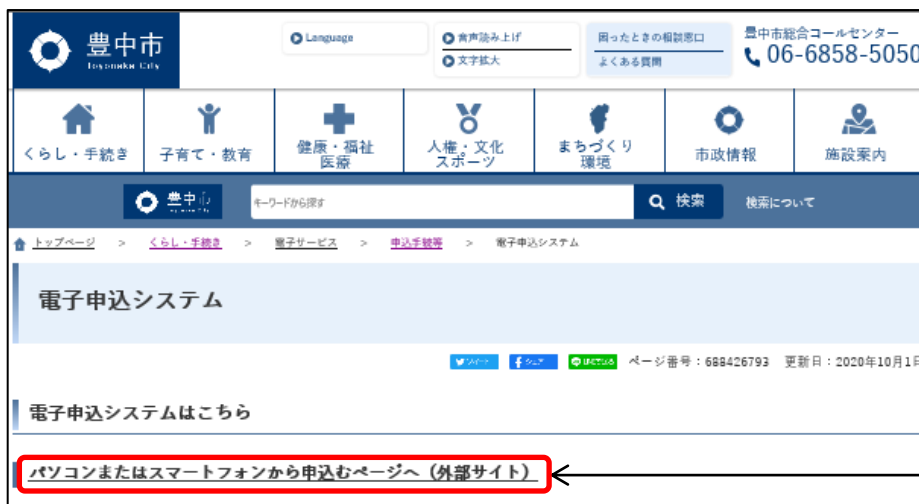 豊中市
Toyonaka City
Language
音声読み上げ
文字拡大
困ったときの相談窓口
よくある質問
豊中市総合コールセンター
06-6858-5050
くらし・手続き
子育て・教育
健康・福祉
医療
人権・文化
スポーツ
まちづくり
環境
市政情報
施設案内
豊中市
キーワードから探す
検索
検索について
トップページ > くらし・手続き > 電子サービス > 申込手続等 > 電子申込システム
電子申込システム
ページ番号：688426793 更新日：2020年10月1日
電子申込システムはこちら
パソコンまたはスマートフォンから申込むページへ（外部サイト）